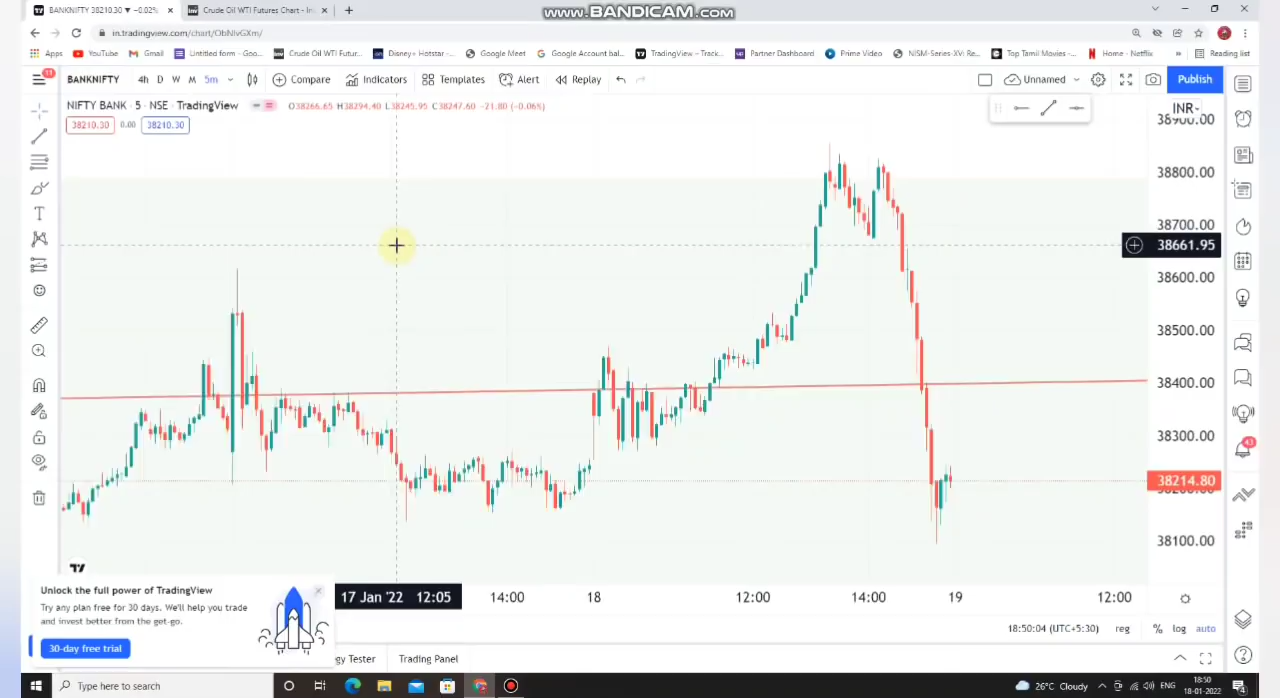 www.BANDICAM.com
BANKNIFTY 38210.30 ▼ −0.02%
Crude Oil WTI Futures Chart - In
in.tradingview.com/chart/ObNlvGXm/
Apps YouTube Gmail Untitled form - Goo... Crude Oil WTI Futur... Disney+ Hotstar -... Google Meet Google Account bal... TradingView – Track... Partner Dashboard Prime Video NISM-Series-XV: Re... Top Tamil Movies -... Home - Netflix » Reading list
11 BANKNIFTY 4h D W M 5m Compare Indicators Templates Alert Replay Unnamed Publish
NIFTY BANK · 5 · NSE · TradingView O38266.65 H38294.40 L38245.95 C38247.60 −21.80 (−0.06%)
38210.30 0.00 38210.30
INR
38900.00
38800.00
38700.00
38661.95
38600.00
38500.00
38400.00
38300.00
43
38214.80
38200.00
38100.00
Unlock the full power of TradingView
Try any plan free for 30 days. We'll help you trade
and invest better from the get-go.
30-day free trial
17 Jan '22 12:05 14:00 18 12:00 14:00 19 12:00
18:50:04 (UTC+5:30) reg % log auto
gy Tester Trading Panel
Type here to search
26°C Cloudy ENG 18:50
18-01-2022